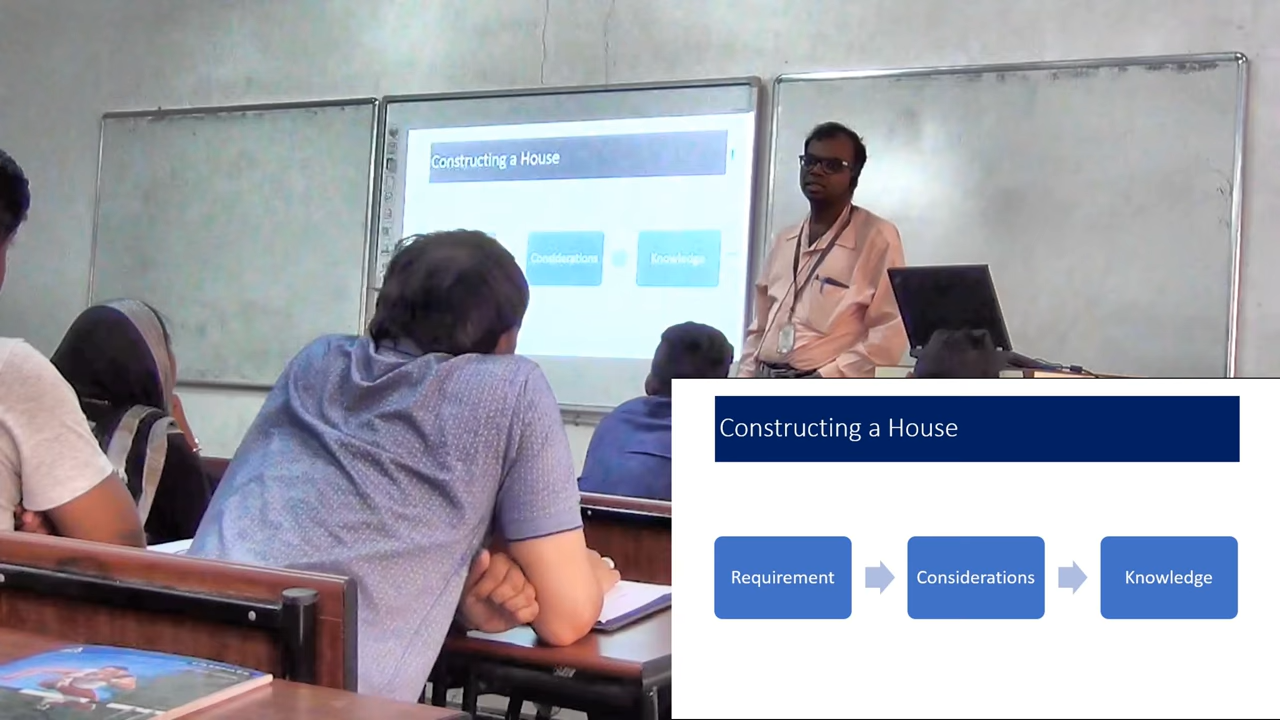 Constructing a House
Considerations
Knowledge
Constructing a House
Requirement
Considerations
Knowledge